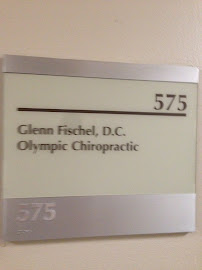 575
Glenn Fischel, D.C.
Olympic Chiropractic
575